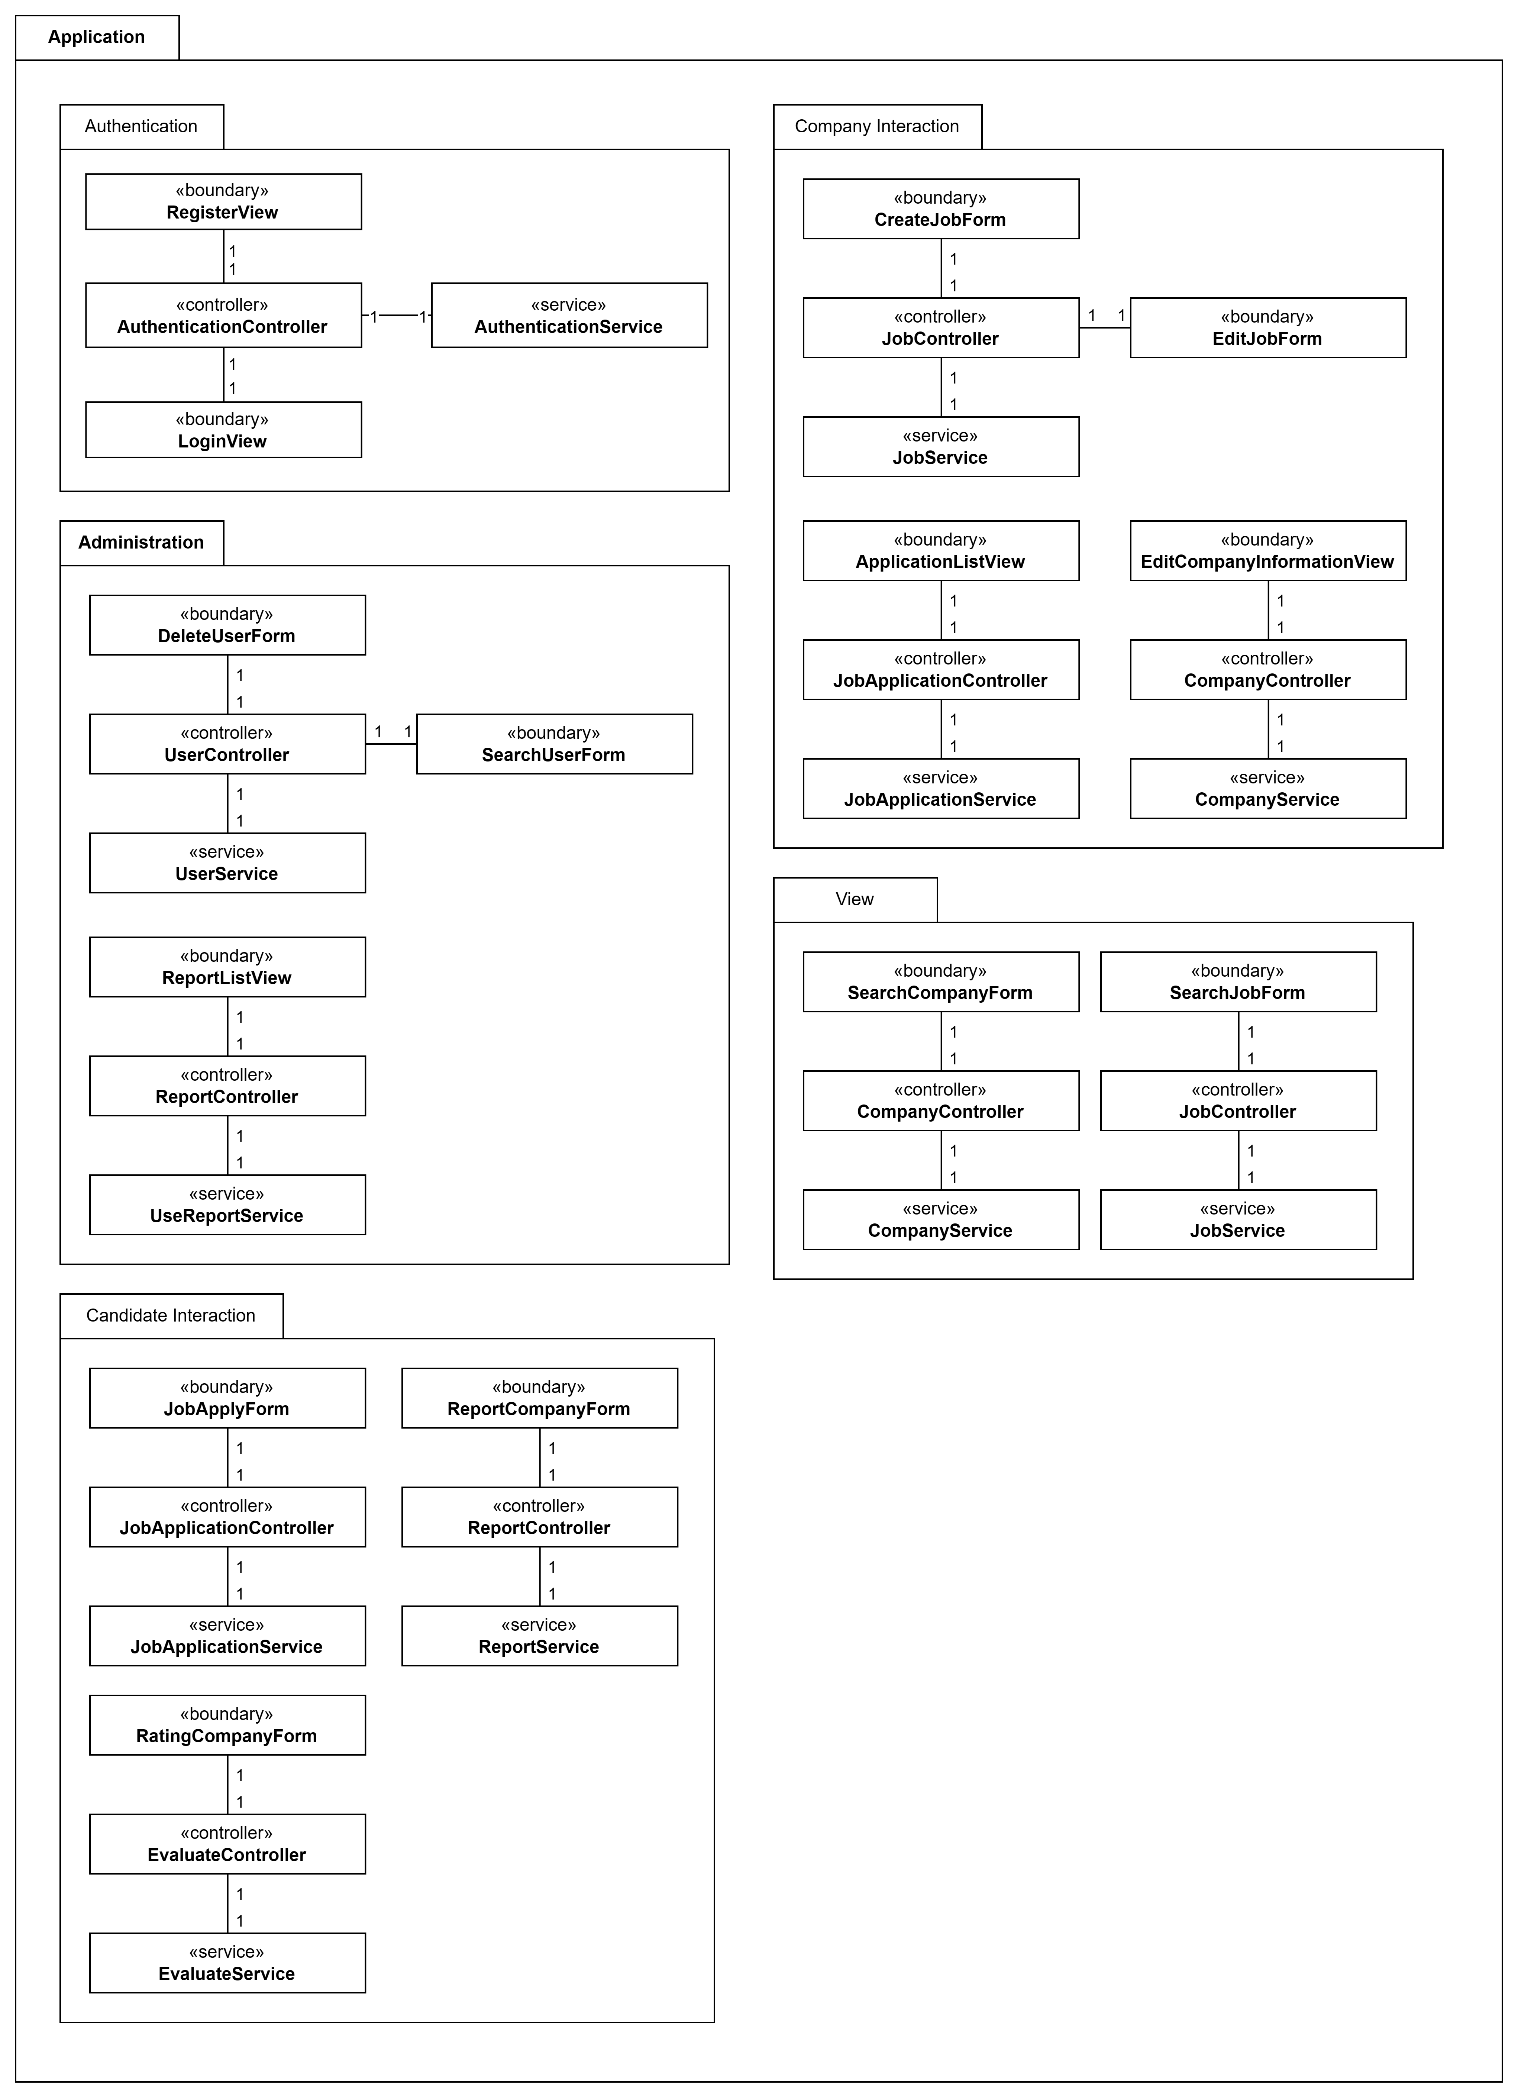 Application
Authentication
«boundary»
RegisterView
1
1
«controller»
AuthenticationController
1
1
«service»
AuthenticationService
1
1
«boundary»
LoginView
Administration
«boundary»
DeleteUserForm
1
1
«controller»
UserController
1
1
«boundary»
SearchUserForm
1
1
«service»
UserService
«boundary»
ReportListView
1
1
«controller»
ReportController
1
1
«service»
UseReportService
Candidate Interaction
«boundary»
JobApplyForm
1
1
«controller»
JobApplicationController
1
1
«service»
JobApplicationService
«boundary»
ReportCompanyForm
1
1
«controller»
ReportController
1
1
«service»
ReportService
«boundary»
RatingCompanyForm
1
1
«controller»
EvaluateController
1
1
«service»
EvaluateService
Company Interaction
«boundary»
CreateJobForm
1
1
«controller»
JobController
1
1
«boundary»
EditJobForm
1
1
«service»
JobService
«boundary»
ApplicationListView
1
1
«controller»
JobApplicationController
1
1
«service»
JobApplicationService
«boundary»
EditCompanyInformationView
1
1
«controller»
CompanyController
1
1
«service»
CompanyService
View
«boundary»
SearchCompanyForm
1
1
«controller»
CompanyController
1
1
«service»
CompanyService
«boundary»
SearchJobForm
1
1
«controller»
JobController
1
1
«service»
JobService